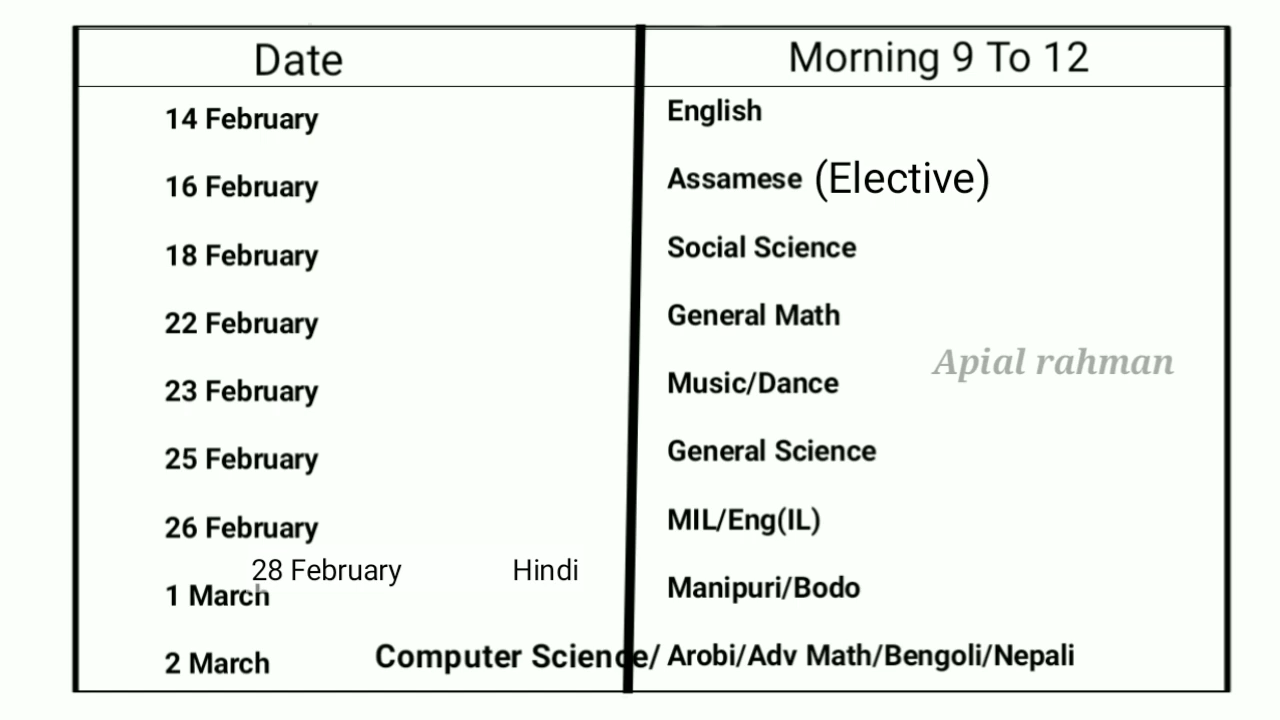 Date Morning 9 To 12
14 February English
16 February Assamese (Elective)
18 February Social Science
22 February General Math
Apial rahman
23 February Music/Dance
25 February General Science
26 February MIL/Eng(IL)
28 February Hindi
1 March Manipuri/Bodo
2 March Computer Science/ Arobi/Adv Math/Bengoli/Nepali